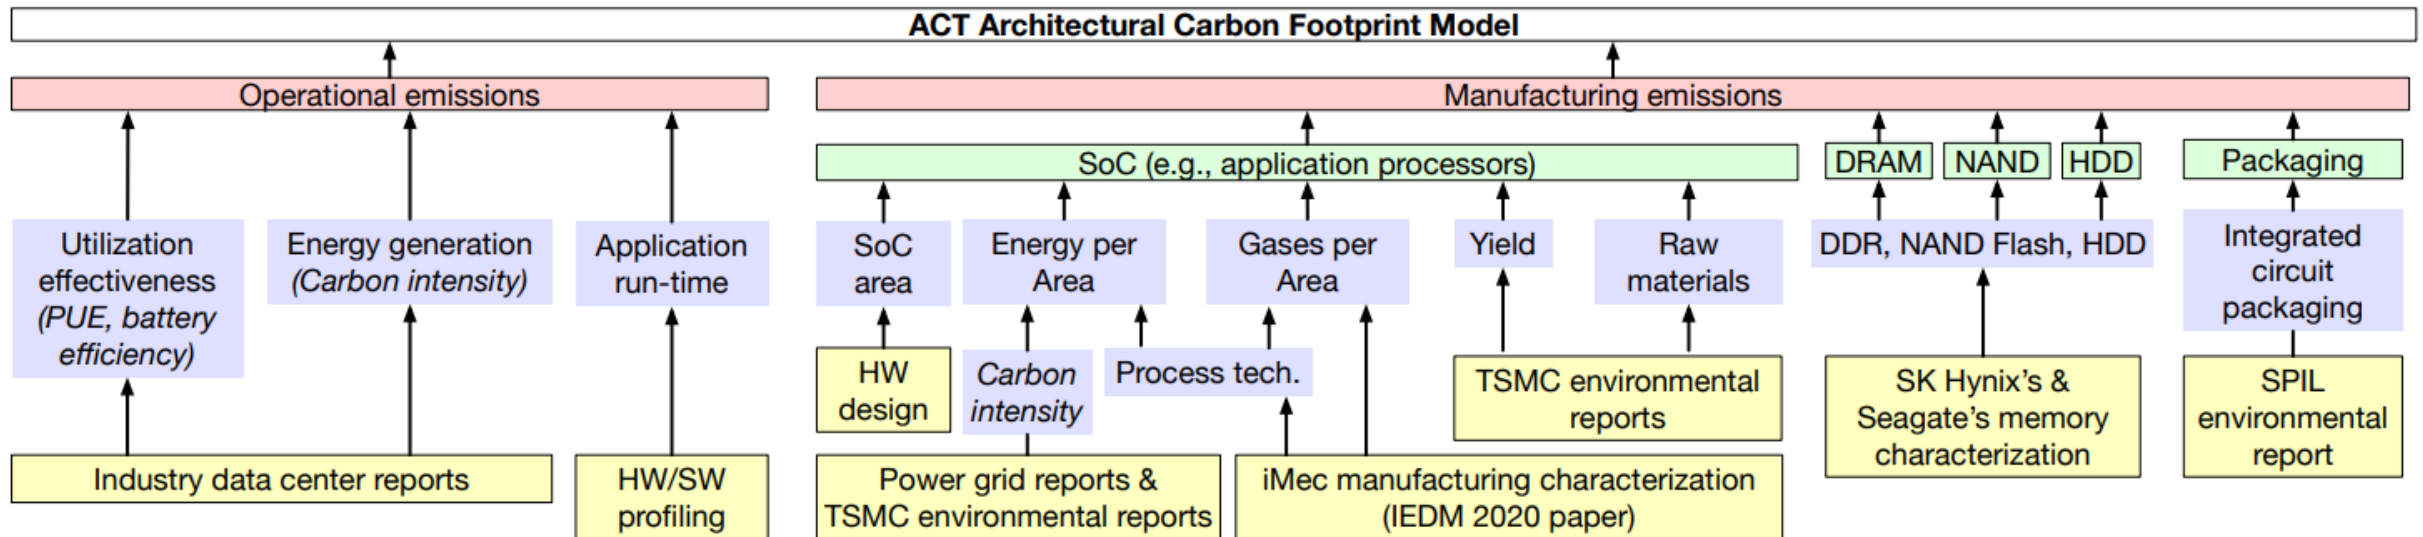 ACT Architectural Carbon Footprint Model
Operational emissions
Manufacturing emissions
SoC (e.g., application processors)
DRAM
NAND
HDD
Packaging
Utilization
effectiveness
(PUE, battery
efficiency)
Energy generation
(Carbon intensity)
Application
run-time
SoC
area
Energy per
Area
Gases per
Area
Yield
Raw
materials
DDR, NAND Flash, HDD
Integrated
circuit
packaging
HW
design
Carbon
intensity
Process tech.
TSMC environmental
reports
SK Hynix's &
Seagate's memory
characterization
SPIL
environmental
report
Industry data center reports
HW/SW
profiling
Power grid reports &
TSMC environmental reports
iMec manufacturing characterization
(IEDM 2020 paper)